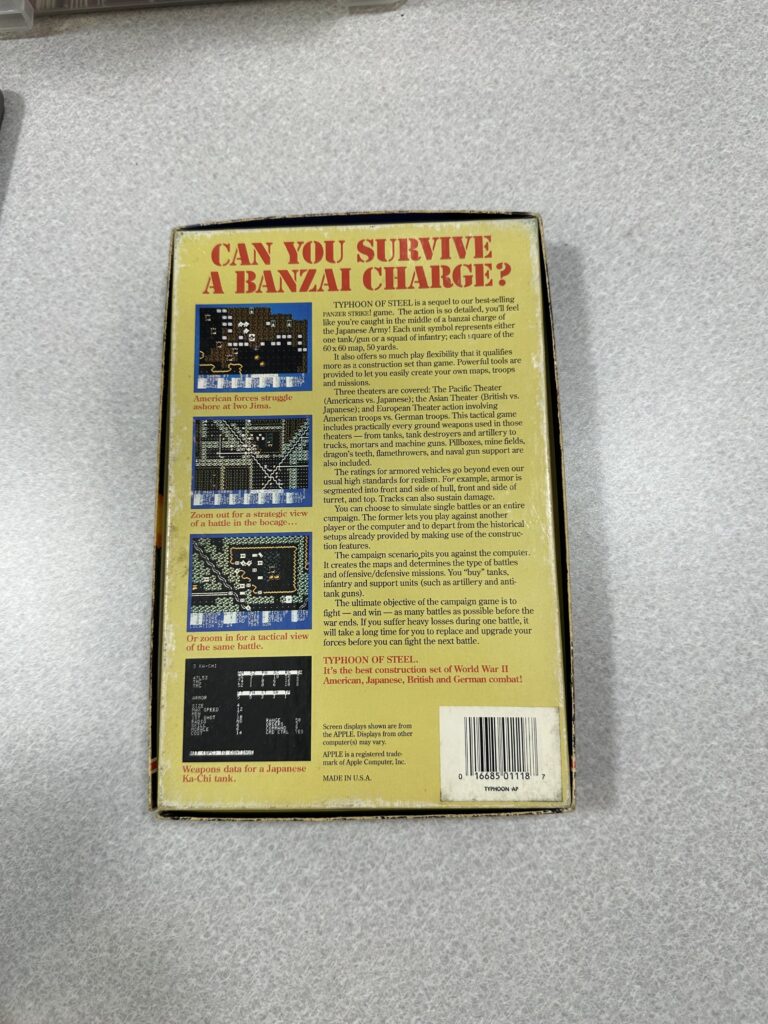 CAN YOU SURVIVE
A BANZAI CHARGE?
American forces struggle
ashore at Iwo Jima.
Zoom out for a strategic view
of a battle in the bocage…
Or zoom in for a tactical view
of the same battle.
3 KA-CHI
ARMOR
SIZE
HIT (ESC) TO CONTINUE
Weapons data for a Japanese
Ka-Chi tank.
TYPHOON OF STEEL is a sequel to our best-selling
PANZER STRIKE! game. The action is so detailed, you'll feel
like you're caught in the middle of a banzai charge of
the Japanese Army! Each unit symbol represents either
one tank/gun or a squad of infantry; each square of the
60 x 60 map, 50 yards.
It also offers so much play flexibility that it qualifies
more as a construction set than game. Powerful tools are
provided to let you easily create your own maps, troops
and missions.
Three theaters are covered: The Pacific Theater
(Americans vs. Japanese); the Asian Theater (British vs.
Japanese); and European Theater action involving
American troops vs. German troops. This tactical game
includes practically every ground weapons used in those
theaters — from tanks, tank destroyers and artillery to
trucks, mortars and machine guns. Pillboxes, mine fields,
dragon's teeth, flamethrowers, and naval gun support are
also included.
The ratings for armored vehicles go beyond even our
usual high standards for realism. For example, armor is
segmented into front and side of hull, front and side of
turret, and top. Tracks can also sustain damage.
You can choose to simulate single battles or an entire
campaign. The former lets you play against another
player or the computer and to depart from the historical
setups already provided by making use of the construc-
tion features.
The campaign scenario pits you against the computer.
It creates the maps and determines the type of battles
and offensive/defensive missions. You "buy" tanks,
infantry and support units (such as artillery and anti-
tank guns).
The ultimate objective of the campaign game is to
fight — and win — as many battles as possible before the
war ends. If you suffer heavy losses during one battle, it
will take a long time for you to replace and upgrade your
forces before you can fight the next battle.
TYPHOON OF STEEL.
It's the best construction set of World War II
American, Japanese, British and German combat!
Screen displays shown are from
the APPLE. Displays from other
computer(s) may vary.
APPLE is a registered trade-
mark of Apple Computer, Inc.
MADE IN U.S.A.
0 16685 01118 7
TYPHOON-AP